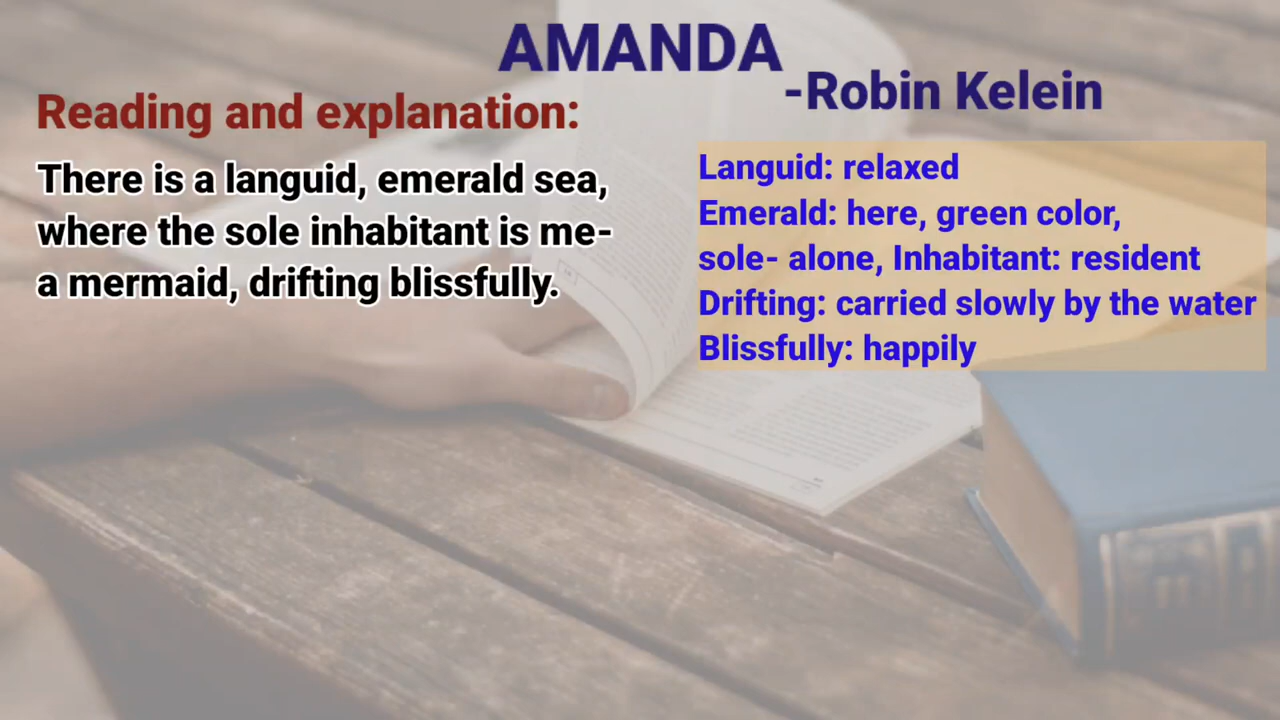 AMANDA
-Robin Kelein
Reading and explanation:
There is a languid, emerald sea,
where the sole inhabitant is me-
a mermaid, drifting blissfully.
Languid: relaxed
Emerald: here, green color,
sole- alone, Inhabitant: resident
Drifting: carried slowly by the water
Blissfully: happily